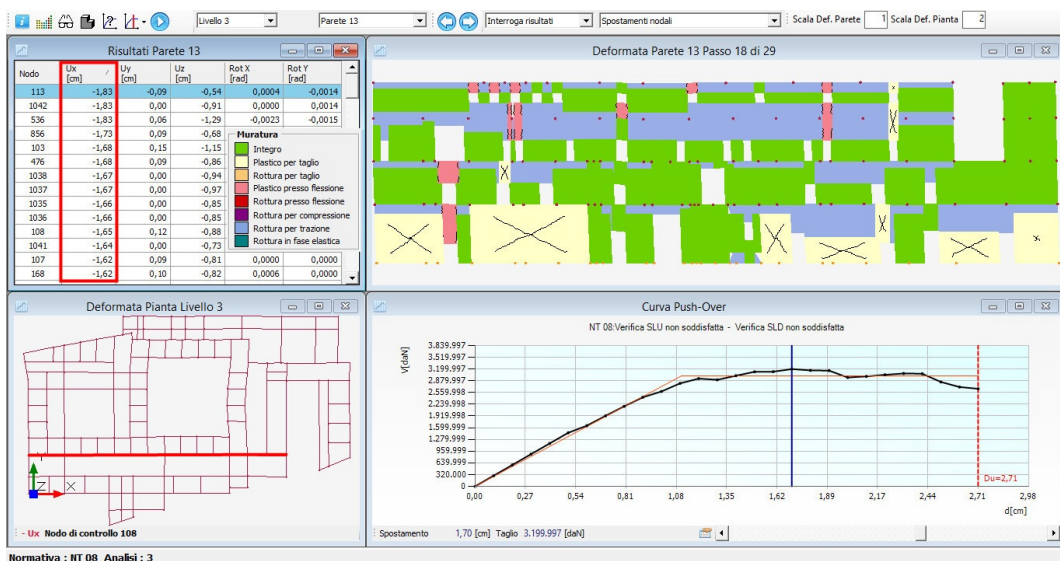 Livello 3
Parete 13
Interroga risultati
Spostamenti nodali
Scala Def. Parete 1 Scala Def. Pianta 2
Risultati Parete 13
Nodo Ux [cm] Uy [cm] Uz [cm] Rot X [rad] Rot Y [rad]
113 -1,83 -0,09 -0,54 0,0004 -0,0014
1042 -1,83 0,00 -0,91 0,0000 0,0014
536 -1,83 0,06 -1,29 -0,0023 -0,0015
856 -1,73 0,09 -0,68
103 -1,68 0,15 -1,15
476 -1,68 0,09 -0,86
1038 -1,67 0,00 -0,94
1037 -1,67 0,00 -0,97
1035 -1,66 0,00 -0,85
1036 -1,66 0,00 -0,85
108 -1,65 0,12 -0,88
1041 -1,64 0,00 -0,73
107 -1,62 0,09 -0,81 0,0000 0,0000
168 -1,62 0,10 -0,82 0,0006 0,0000
Muratura
Integro
Plastico per taglio
Rottura per taglio
Plastico presso flessione
Rottura presso flessione
Rottura per compressione
Rottura per trazione
Rottura in fase elastica
Deformata Parete 13 Passo 18 di 29
Deformata Pianta Livello 3
Y
Z X
- Ux Nodo di controllo 108
Curva Push-Over
NT 08:Verifica SLU non soddisfatta - Verifica SLD non soddisfatta
V[daN]
3.839.997
3.519.997
3.199.997
2.879.997
2.559.998
2.239.998
1.919.998
1.599.998
1.279.999
959.999
639.999
320.000
0
Du=2,71
0,00 0,27 0,54 0,81 1,08 1,35 1,62 1,89 2,17 2,44 2,71 2,98
d[cm]
Spostamento 1,70 [cm] Taglio 3.199.997 [daN]
Normativa : NT 08 Analisi : 3